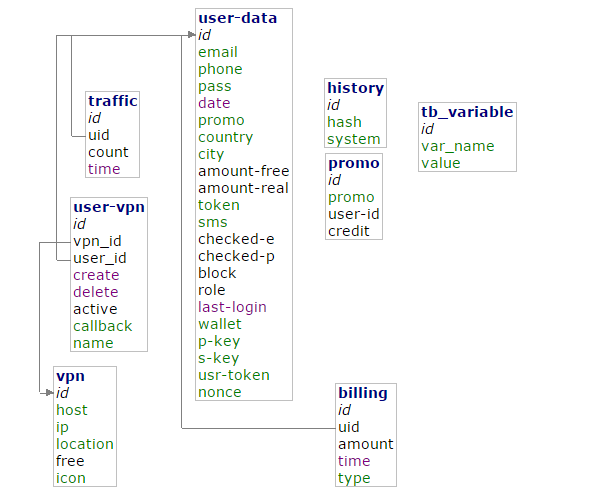 user-data
id
email
phone
pass
date
promo
country
city
amount-free
amount-real
token
sms
checked-e
checked-p
block
role
last-login
wallet
p-key
s-key
usr-token
nonce
traffic
id
uid
count
time
history
id
hash
system
tb_variable
id
var_name
value
promo
id
promo
user-id
credit
user-vpn
id
vpn_id
user_id
create
delete
active
callback
name
vpn
id
host
ip
location
free
icon
billing
id
uid
amount
time
type